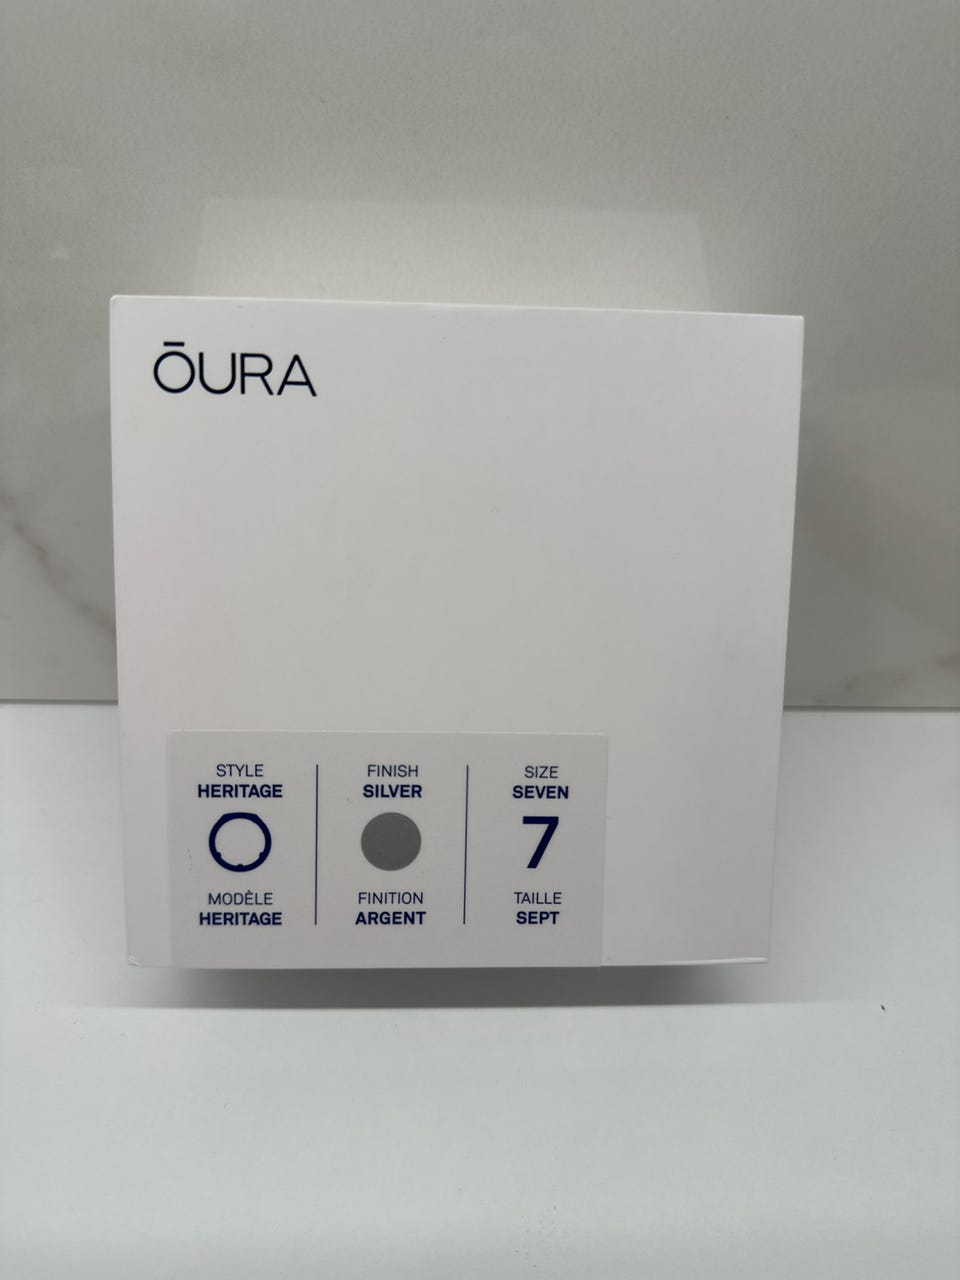 ŌURA
STYLE
HERITAGE
MODÈLE
HERITAGE
FINISH
SILVER
FINITION
ARGENT
SIZE
SEVEN
7
TAILLE
SEPT